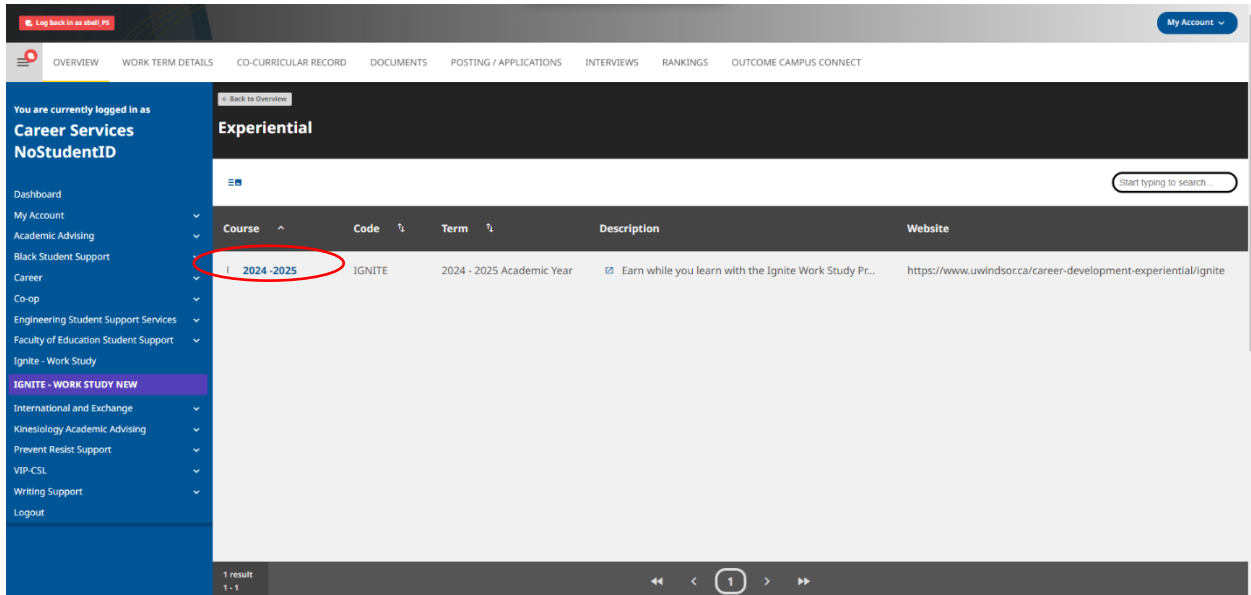 Log back in as sbell_PS
My Account
OVERVIEW WORK TERM DETAILS CO-CURRICULAR RECORD DOCUMENTS POSTING / APPLICATIONS INTERVIEWS RANKINGS OUTCOME CAMPUS CONNECT
You are currently logged in as
Career Services
NoStudentID
Dashboard
My Account
Academic Advising
Black Student Support
Career
Co-op
Engineering Student Support Services
Faculty of Education Student Support
Ignite - Work Study
IGNITE - WORK STUDY NEW
International and Exchange
Kinesiology Academic Advising
Prevent Resist Support
VIP-CSL
Writing Support
Logout
Back to Overview
Experiential
Start typing to search...
Course Code Term Description Website
2024 -2025 IGNITE 2024 - 2025 Academic Year Earn while you learn with the Ignite Work Study Pr... https://www.uwindsor.ca/career-development-experiential/ignite
1 result
1 - 1
1